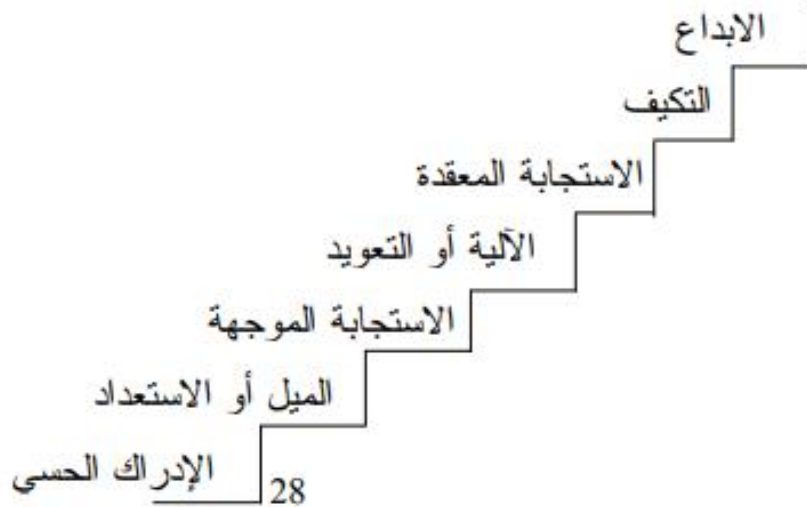 الابداع
التكيف
الاستجابة المعقدة
الآلية أو التعويد
الاستجابة الموجهة
الميل أو الاستعداد
الإدراك الحسي
28